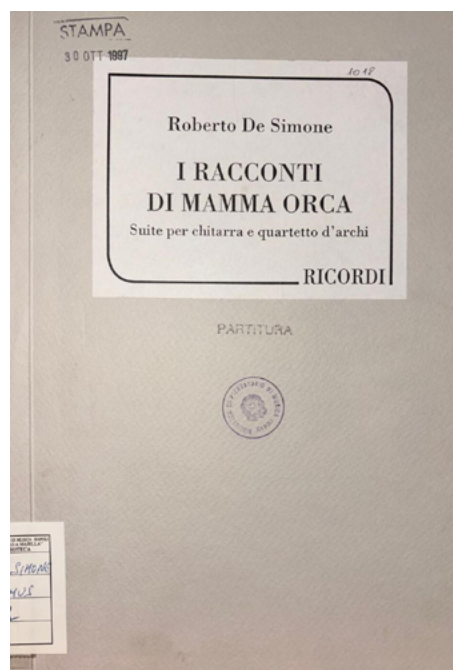 STAMPA
30 OTT 1997
1018
Roberto De Simone
I RACCONTI
DI MAMMA ORCA
Suite per chitarra e quartetto d'archi
RICORDI
PARTITURA
SIMONE